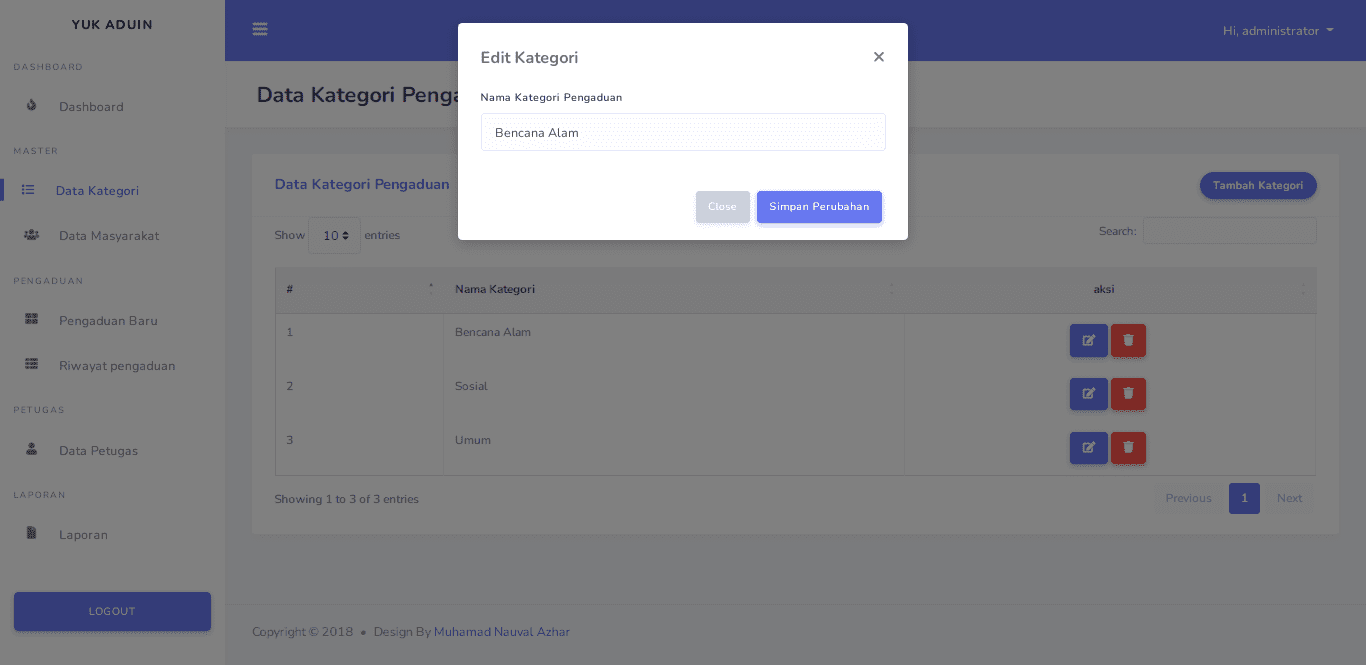 YUK ADUIN
DASHBOARD
Dashboard
MASTER
Data Kategori
Data Masyarakat
PENGADUAN
Pengaduan Baru
Riwayat pengaduan
PETUGAS
Data Petugas
LAPORAN
Laporan
LOGOUT
Hi, administrator
Data Kategori Penga
Edit Kategori
×
Nama Kategori Pengaduan
Bencana Alam
Close Simpan Perubahan
Data Kategori Pengaduan Tambah Kategori
Show 10 entries Search:
# Nama Kategori aksi
1 Bencana Alam
2 Sosial
3 Umum
Showing 1 to 3 of 3 entries Previous 1 Next
Copyright © 2018 • Design By Muhamad Nauval Azhar